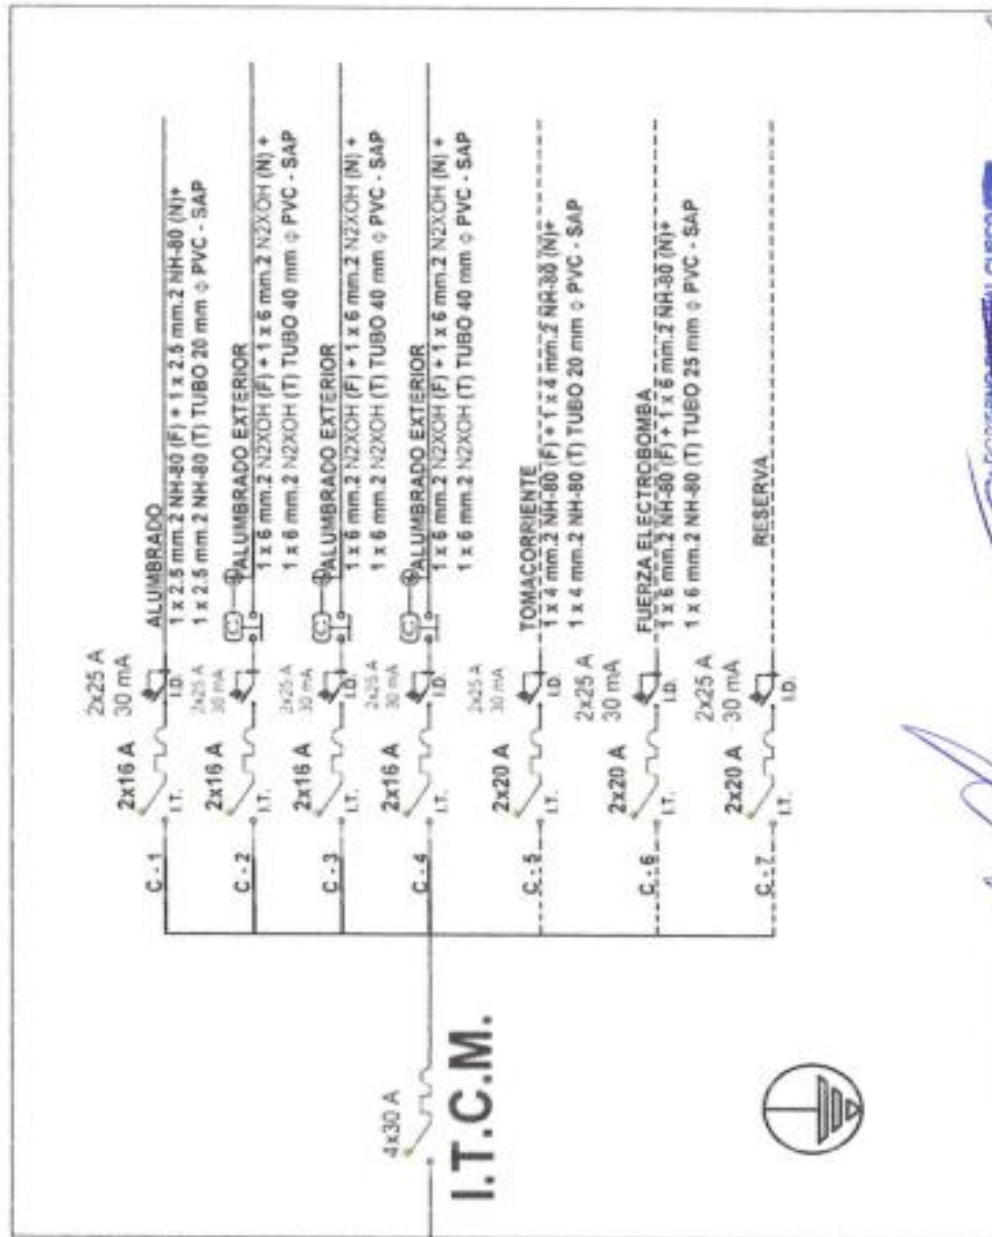 4x30 A
I.T.C.M.
C - 1
2x16 A
I.T.
2x25 A
30 mA
I.D.
ALUMBRADO
1 x 2.5 mm.2 NH-80 (F) + 1 x 2.5 mm.2 NH-80 (N)+
1 x 2.5 mm.2 NH-80 (T) TUBO 20 mm ϕ PVC - SAP
C - 2
2x16 A
I.T.
2x25 A
30 mA
I.D.
C
ALUMBRADO EXTERIOR
1 x 6 mm.2 N2XOH (F) + 1 x 6 mm.2 N2XOH (N) +
1 x 6 mm.2 N2XOH (T) TUBO 40 mm ϕ PVC - SAP
C - 3
2x16 A
I.T.
2x25 A
30 mA
I.D.
C
ALUMBRADO EXTERIOR
1 x 6 mm.2 N2XOH (F) + 1 x 6 mm.2 N2XOH (N) +
1 x 6 mm.2 N2XOH (T) TUBO 40 mm ϕ PVC - SAP
C - 4
2x16 A
I.T.
2x25 A
30 mA
I.D.
C
ALUMBRADO EXTERIOR
1 x 6 mm.2 N2XOH (F) + 1 x 6 mm.2 N2XOH (N) +
1 x 6 mm.2 N2XOH (T) TUBO 40 mm ϕ PVC - SAP
C - 5
2x20 A
I.T.
2x25 A
30 mA
I.D.
TOMACORRIENTE
1 x 4 mm.2 NH-80 (F) + 1 x 4 mm.2 NH-80 (N)+
1 x 4 mm.2 NH-80 (T) TUBO 20 mm ϕ PVC - SAP
C - 6
2x20 A
I.T.
2x25 A
30 mA
I.D.
FUERZA ELECTROBOMBA
1 x 6 mm.2 NH-80 (F) + 1 x 6 mm.2 NH-80 (N)+
1 x 6 mm.2 NH-80 (T) TUBO 25 mm ϕ PVC - SAP
C - 7
2x20 A
I.T.
2x25 A
30 mA
I.D.
RESERVA
CUSCO